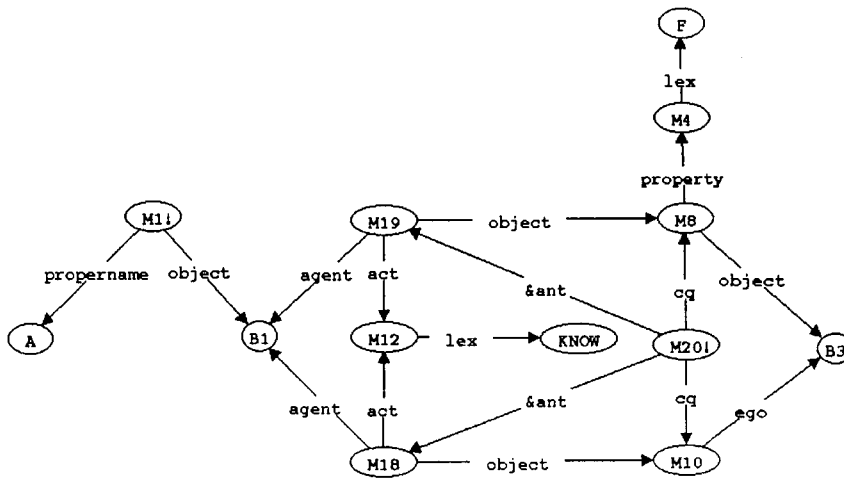 F
lex
M4
property
M1!
M19
object
M8
propername
object
agent
act
&ant
cq
object
A
B1
M12
lex
KNOW
M20!
B3
agent
act
&ant
cq
ego
M18
object
M10